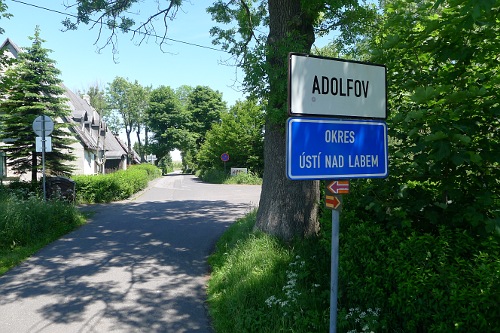 ADOLFOV
OKRES
ÚSTÍ NAD LABEM